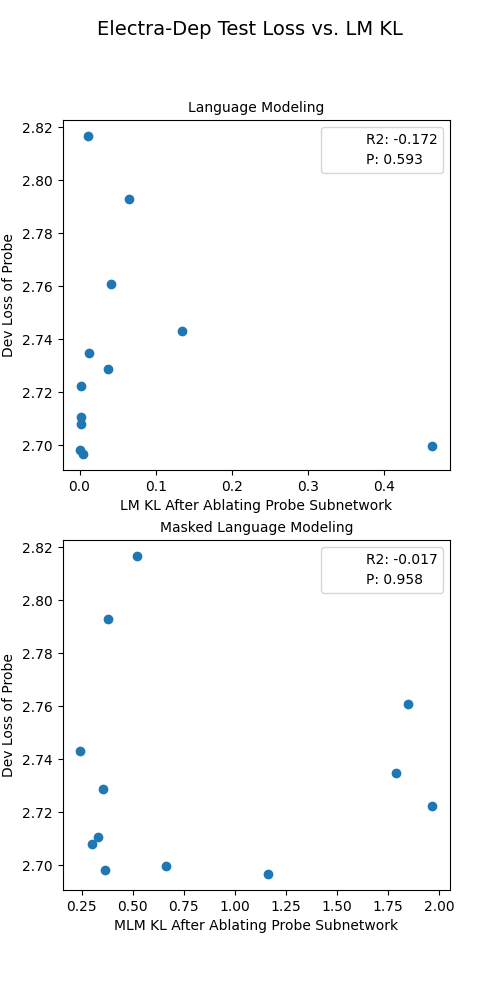 Electra-Dep Test Loss vs. LM KL
Language Modeling
R2: -0.172
P: 0.593
2.82
2.80
2.78
2.76
2.74
2.72
2.70
Dev Loss of Probe
0.0 0.1 0.2 0.3 0.4
LM KL After Ablating Probe Subnetwork
Masked Language Modeling
R2: -0.017
P: 0.958
2.82
2.80
2.78
2.76
2.74
2.72
2.70
Dev Loss of Probe
0.25 0.50 0.75 1.00 1.25 1.50 1.75 2.00
MLM KL After Ablating Probe Subnetwork